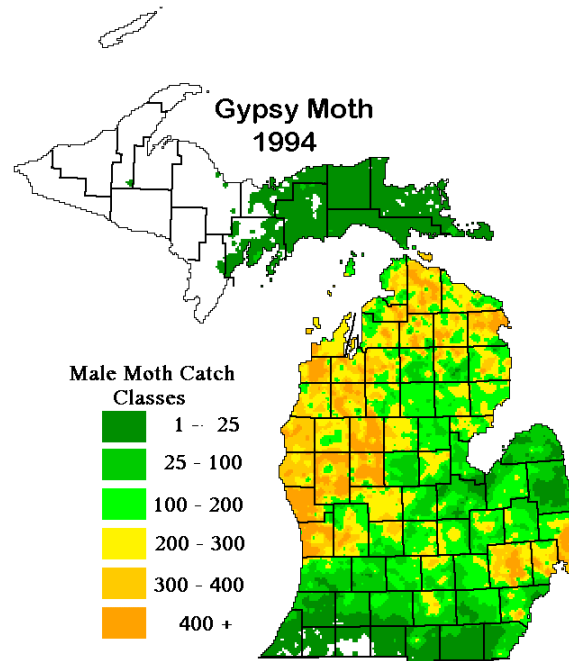 Gypsy Moth
1994
Male Moth Catch
Classes
1 - 25
25 - 100
100 - 200
200 - 300
300 - 400
400 +